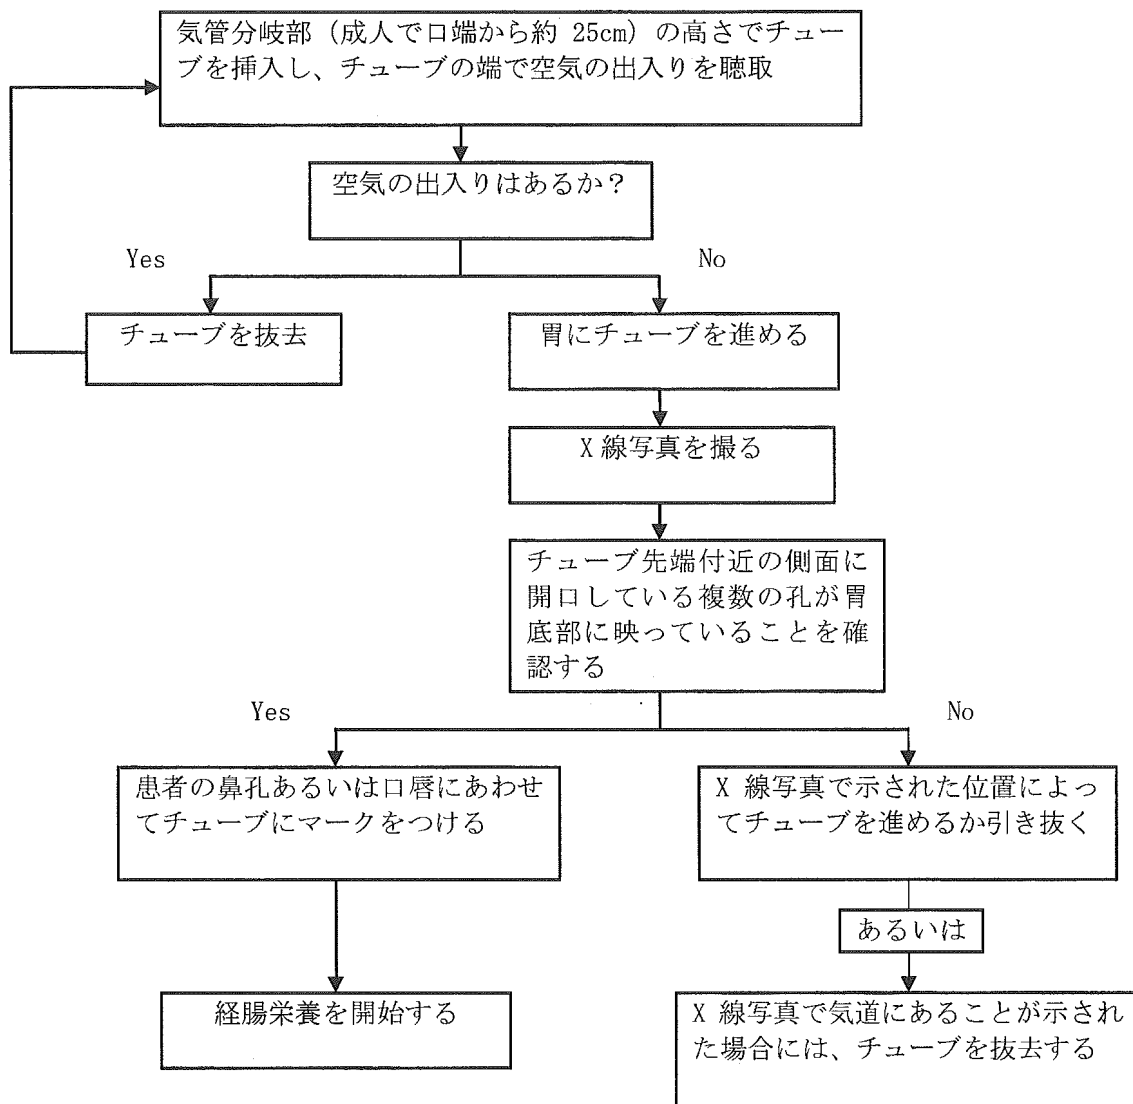 気管分岐部（成人で口端から約 25cm）の高さでチュー
ブを挿入し、チューブの端で空気の出入りを聴取
空気の出入りはあるか？
Yes
No
チューブを抜去
胃にチューブを進める
X 線写真を撮る
チューブ先端付近の側面に
開口している複数の孔が胃
底部に映っていることを確
認する
Yes
No
患者の鼻孔あるいは口唇にあわせ
てチューブにマークをつける
X 線写真で示された位置によっ
てチューブを進めるか引き抜く
あるいは
経腸栄養を開始する
X 線写真で気道にあることが示され
た場合には、チューブを抜去する